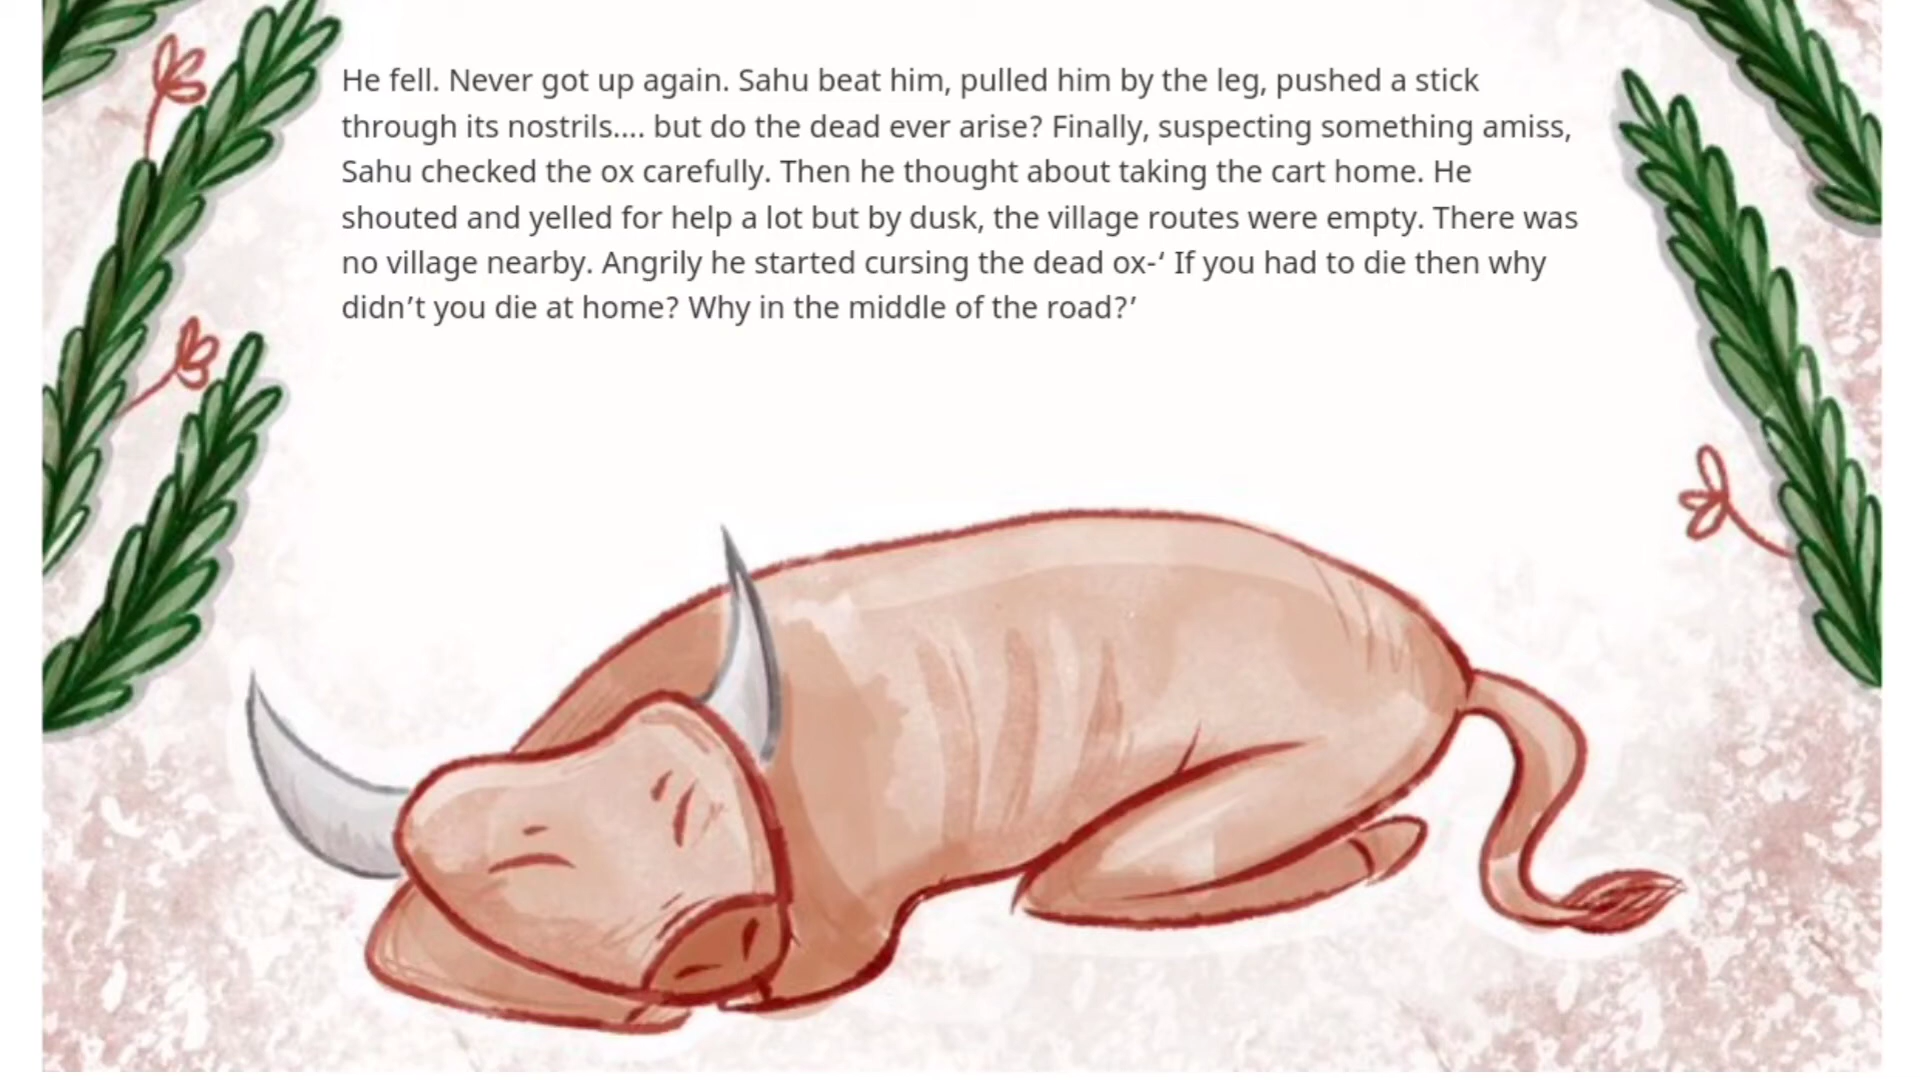 He fell. Never got up again. Sahu beat him, pulled him by the leg, pushed a stick
through its nostrils.... but do the dead ever arise? Finally, suspecting something amiss,
Sahu checked the ox carefully. Then he thought about taking the cart home. He
shouted and yelled for help a lot but by dusk, the village routes were empty. There was
no village nearby. Angrily he started cursing the dead ox-‘ If you had to die then why
didn’t you die at home? Why in the middle of the road?’